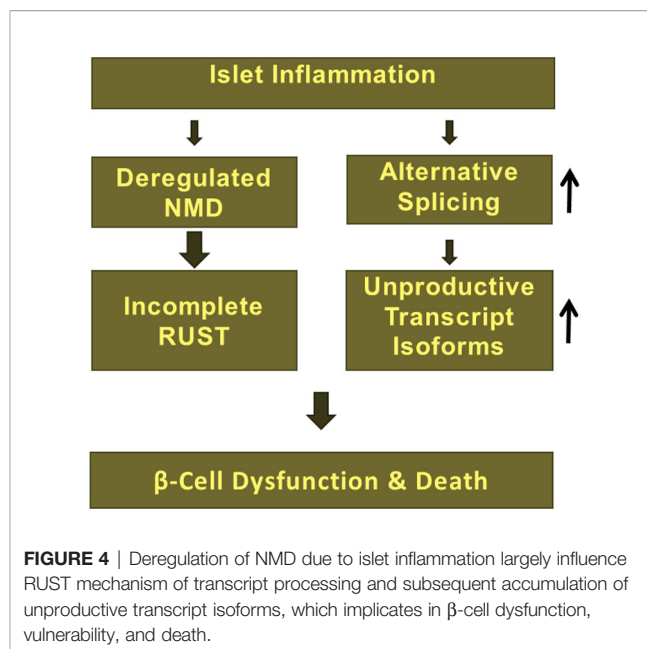 Islet Inflammation
Deregulated
NMD
Alternative
Splicing
Incomplete
RUST
Unproductive
Transcript
Isoforms
β-Cell Dysfunction & Death
FIGURE 4 | Deregulation of NMD due to islet inflammation largely influence
RUST mechanism of transcript processing and subsequent accumulation of
unproductive transcript isoforms, which implicates in β-cell dysfunction,
vulnerability, and death.